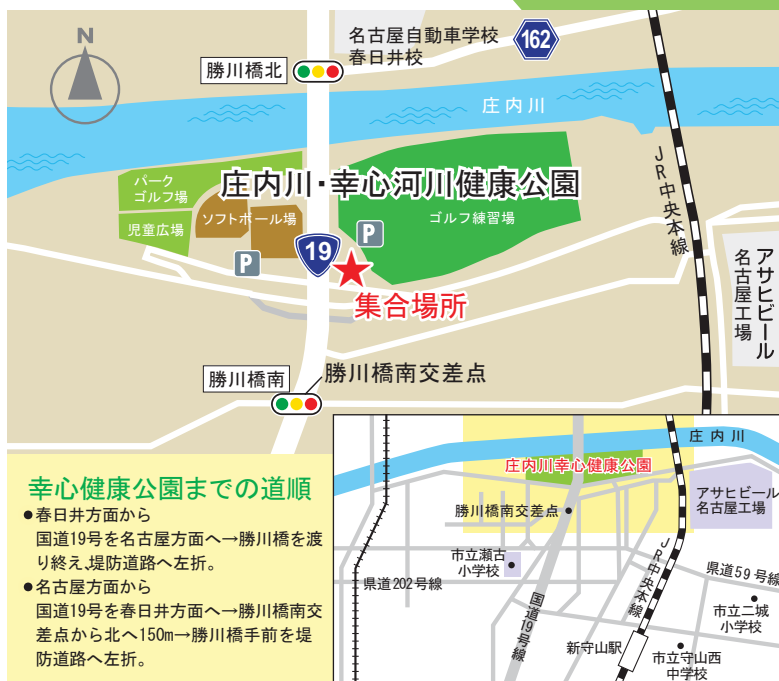 N
名古屋自動車学校
春日井校
162
勝川橋北
庄内川
パーク
ゴルフ場
庄内川・幸心河川健康公園
児童広場
ソフトボール場
ゴルフ練習場
P
19
P
集合場所
JR中央本線
アサヒビール
名古屋工場
勝川橋南
勝川橋南交差点
幸心健康公園までの道順
●春日井方面から
国道19号を名古屋方面へ→勝川橋を渡
り終え、堤防道路へ左折。
●名古屋方面から
国道19号を春日井方面へ→勝川橋南交
差点から北へ150m→勝川橋手前を堤
防道路へ左折。
庄内川
庄内川幸心健康公園
アサヒビール
名古屋工場
勝川橋南交差点
市立瀬古
小学校
県道202号線
国道19号線
JR中央本線
県道59号線
市立二城
小学校
新守山駅
市立守山西
中学校